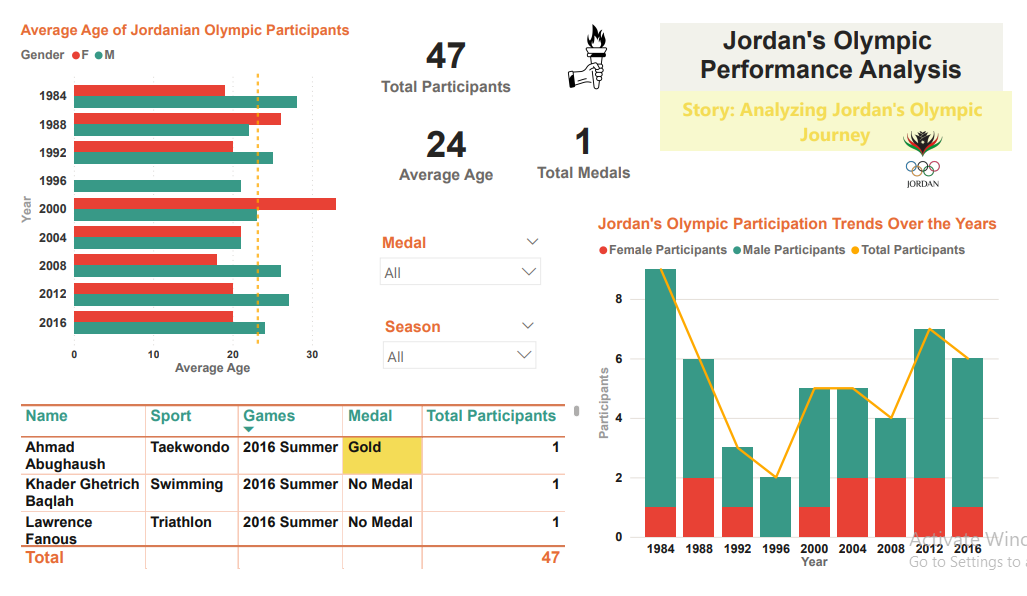 Average Age of Jordanian Olympic Participants
Gender F M
1984
1988
1992
1996
2000
2004
2008
2012
2016
Year
0 10 20 30
Average Age
47
Total Participants
24
Average Age
1
Total Medals
Medal
All
Season
All
Jordan's Olympic
Performance Analysis
Story: Analyzing Jordan's Olympic
Journey
JORDAN
Jordan's Olympic Participation Trends Over the Years
Female Participants Male Participants Total Participants
Participants
8
6
4
2
0
1984 1988 1992 1996 2000 2004 2008 2012 2016
Year
Name Sport Games Medal Total Participants
Ahmad Taekwondo 2016 Summer Gold 1
Abughaush
Khader Ghetrich Swimming 2016 Summer No Medal 1
Baqlah
Lawrence Triathlon 2016 Summer No Medal 1
Fanous
Total 47
Activate Wind
Go to Settings to a